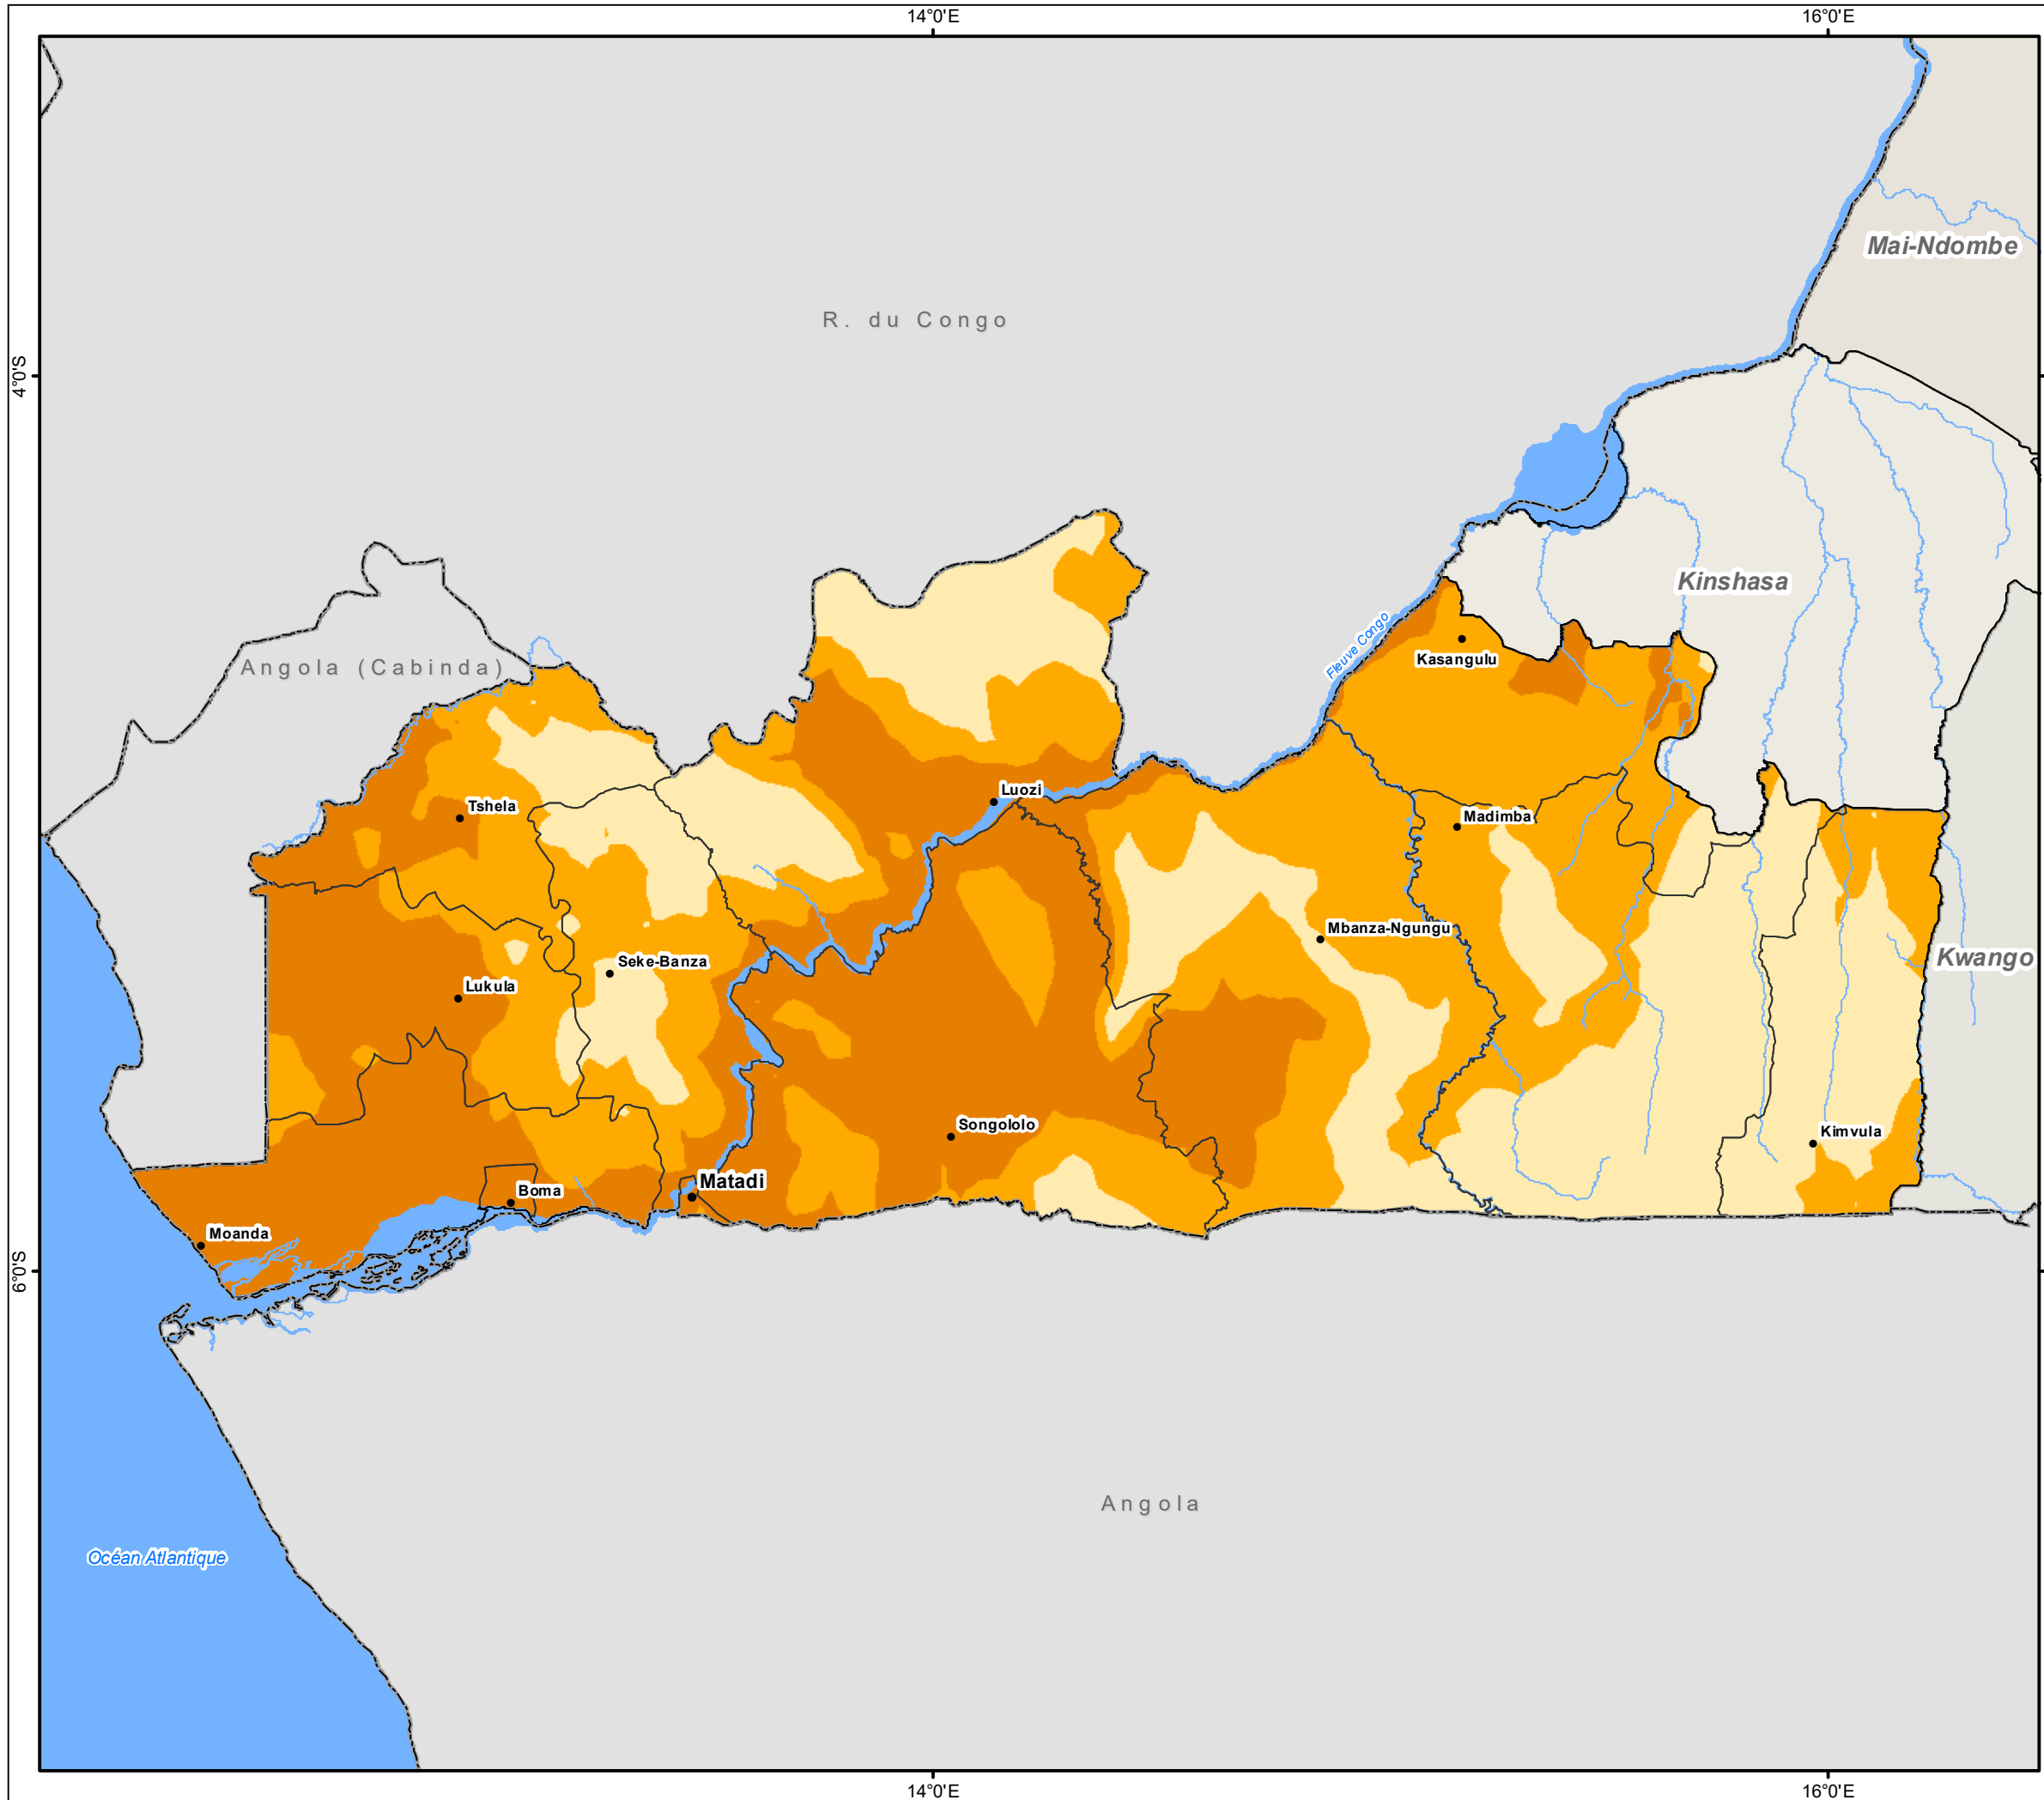 14°0'E
16°0'E
Mai-Ndombe
R. du Congo
4°0'S
4°0'S
Kinshasa
Fleuve Congo
Kasangulu
Angola (Cabinda)
Luozi
Tshela
Madimba
Mbanza-Ngungu
Kwango
Seke-Banza
Lukula
Songololo
Kimvula
Matadi
Boma
Moanda
6°0'S
Angola
Océan Atlantique
14°0'E
16°0'E